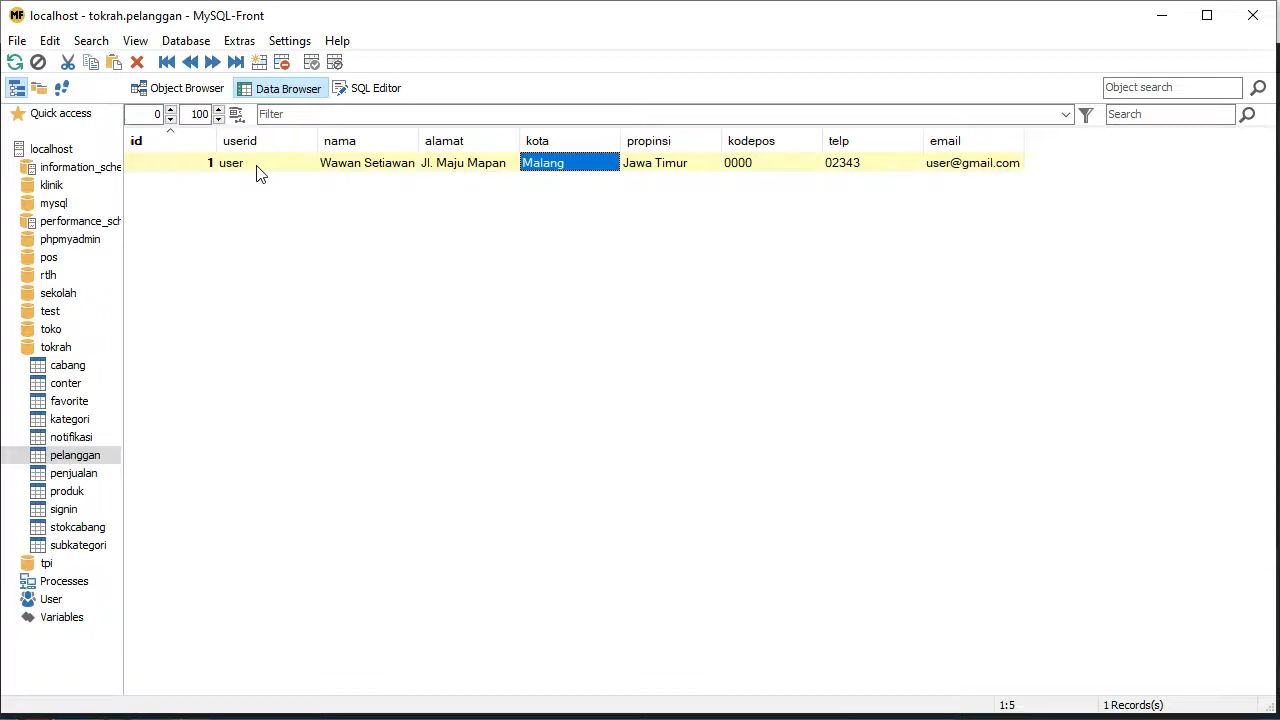 localhost - tokrah.pelanggan - MySQL-Front
File Edit Search View Database Extras Settings Help
Object Browser Data Browser SQL Editor Object search
Quick access 0 100 Filter Search
id userid nama alamat kota propinsi kodepos telp email
1 user Wawan Setiawan Jl. Maju Mapan Malang Jawa Timur 0000 02343 user@gmail.com
localhost
information_sche
klinik
mysql
performance_sch
phpmyadmin
pos
rtlh
sekolah
test
toko
tokrah
cabang
conter
favorite
kategori
notifikasi
pelanggan
penjualan
produk
signin
stokcabang
subkategori
tpi
Processes
User
Variables
1:5 1 Records(s)